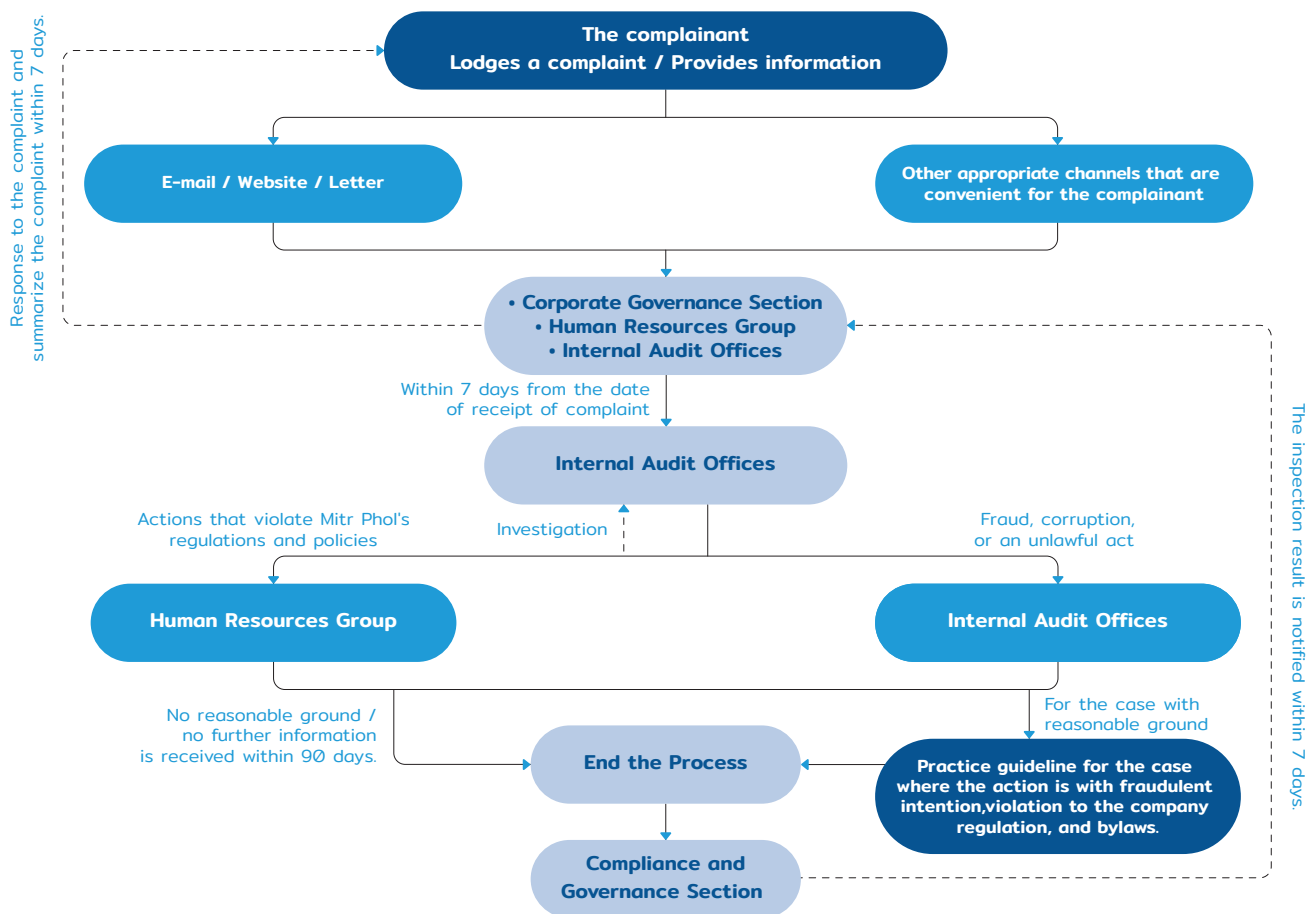 The complainant
Lodges a complaint / Provides information
Response to the complaint and
summarize the complaint within 7 days.
E-mail / Website / Letter
Other appropriate channels that are
convenient for the complainant
• Corporate Governance Section
• Human Resources Group
• Internal Audit Offices
Within 7 days from the date
of receipt of complaint
Internal Audit Offices
Actions that violate Mitr Phol's
regulations and policies
Investigation
Fraud, corruption,
or an unlawful act
Human Resources Group
Internal Audit Offices
The inspection result is notified within 7 days.
No reasonable ground /
no further information
is received within 90 days.
For the case with
reasonable ground
End the Process
Practice guideline for the case
where the action is with fraudulent
intention,violation to the company
regulation, and bylaws.
Compliance and
Governance Section